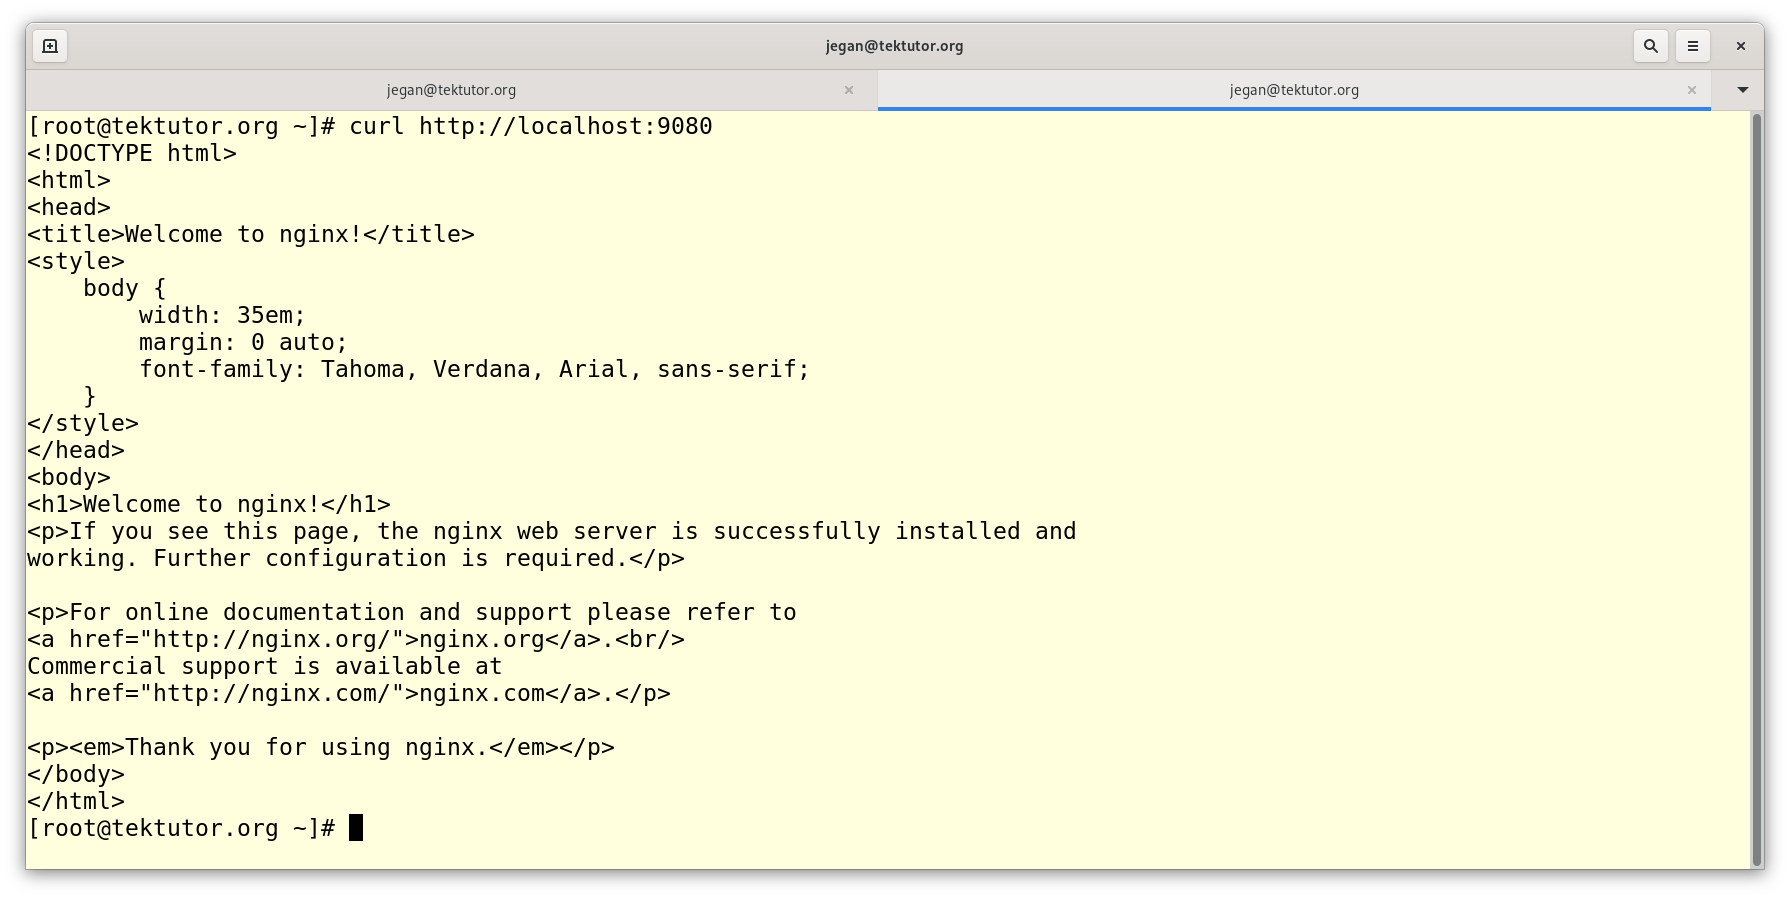 jegan@tektutor.org
jegan@tektutor.org
jegan@tektutor.org
[root@tektutor.org ~]# curl http://localhost:9080
<!DOCTYPE html>
<html>
<head>
<title>Welcome to nginx!</title>
<style>
    body {
        width: 35em;
        margin: 0 auto;
        font-family: Tahoma, Verdana, Arial, sans-serif;
    }
</style>
</head>
<body>
<h1>Welcome to nginx!</h1>
<p>If you see this page, the nginx web server is successfully installed and
working. Further configuration is required.</p>

<p>For online documentation and support please refer to
<a href="http://nginx.org/">nginx.org</a>.<br/>
Commercial support is available at
<a href="http://nginx.com/">nginx.com</a>.</p>

<p><em>Thank you for using nginx.</em></p>
</body>
</html>
[root@tektutor.org ~]#